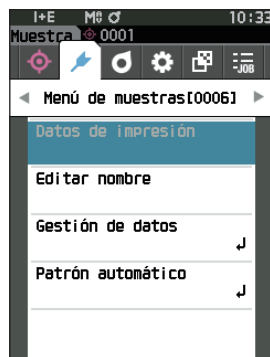 I+E M0 10:33
Muestra 0001
-JOB
Menú de muestras[0006]
Datos de impresión
Editar nombre
Gestión de datos
Patrón automático